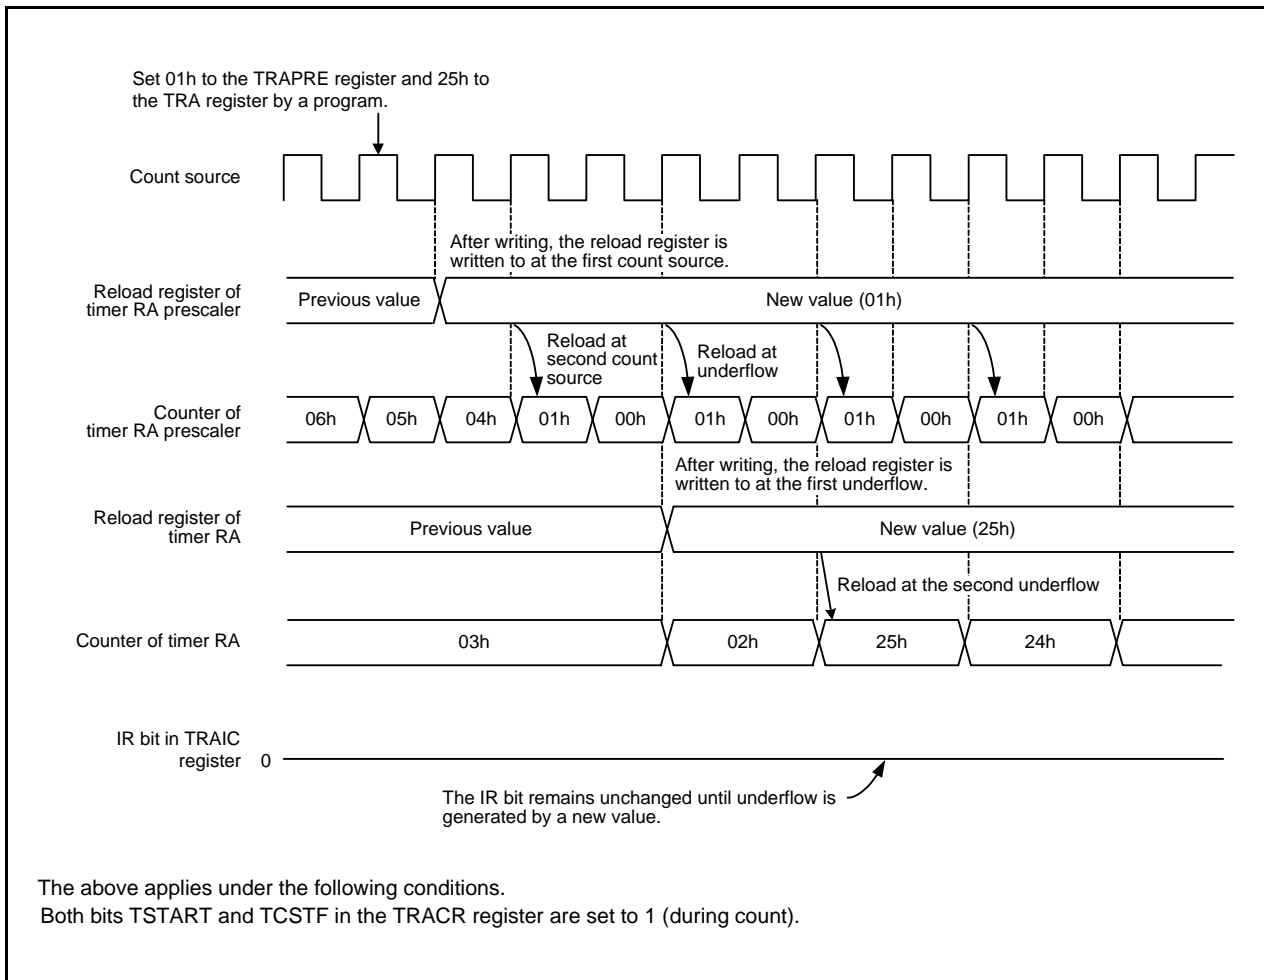 Set 01h to the TRAPRE register and 25h to
the TRA register by a program.
Count source
After writing, the reload register is
written to at the first count source.
Reload register of
timer RA prescaler
Previous value
New value (01h)
Reload at
second count
source
Reload at
underflow
Counter of
timer RA prescaler
06h 05h 04h 01h 00h 01h 00h 01h 00h 01h 00h
After writing, the reload register is
written to at the first underflow.
Reload register of
timer RA
Previous value
New value (25h)
Reload at the second underflow
Counter of timer RA
03h 02h 25h 24h
IR bit in TRAIC
register
0
The IR bit remains unchanged until underflow is
generated by a new value.
The above applies under the following conditions.
Both bits TSTART and TCSTF in the TRACR register are set to 1 (during count).